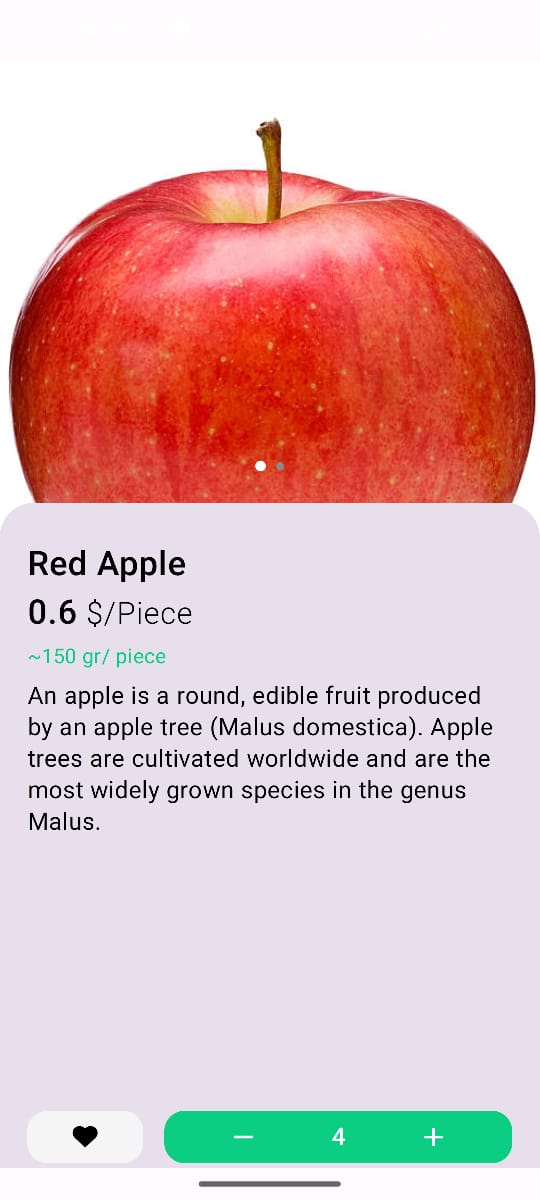 Red Apple
0.6 $/Piece
~150 gr/ piece
An apple is a round, edible fruit produced
by an apple tree (Malus domestica). Apple
trees are cultivated worldwide and are the
most widely grown species in the genus
Malus.
4